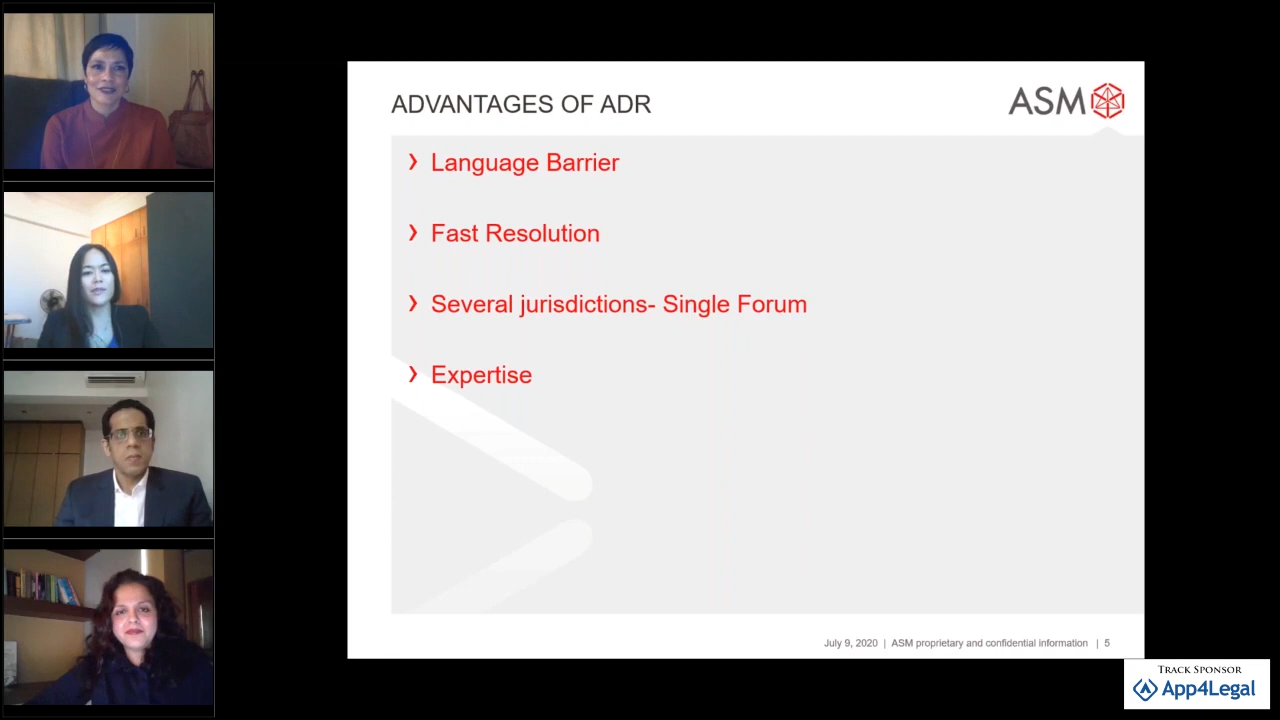 ADVANTAGES OF ADR
ASM
› Language Barrier
› Fast Resolution
› Several jurisdictions- Single Forum
› Expertise
July 9, 2020 | ASM proprietary and confidential information | 5
TRACK SPONSOR
App4Legal